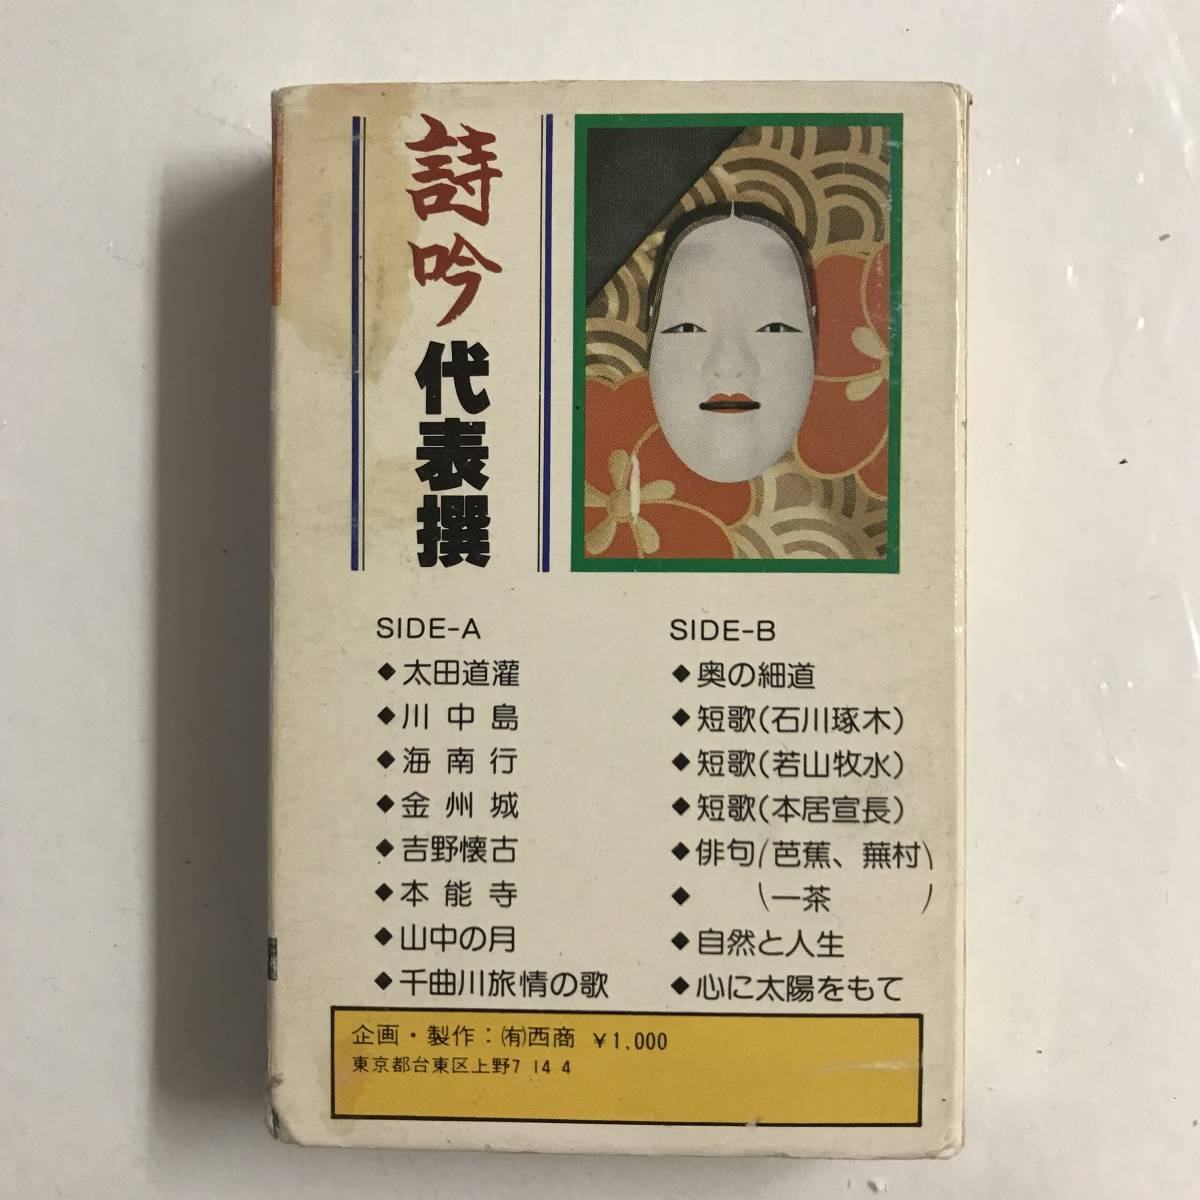 詩吟代表撰
SIDE-A
◆太田道灌
◆川中島
◆海南行
◆金州城
◆吉野懐古
◆本能寺
◆山中の月
◆千曲川旅情の歌
SIDE-B
◆奥の細道
◆短歌(石川琢木)
◆短歌(若山牧水)
◆短歌(本居宣長)
◆俳句(芭蕉、蕪村
◆一茶)
◆自然と人生
◆心に太陽をもて
企画・製作:㈲西商 ¥1,000
東京都台東区上野7 14 4